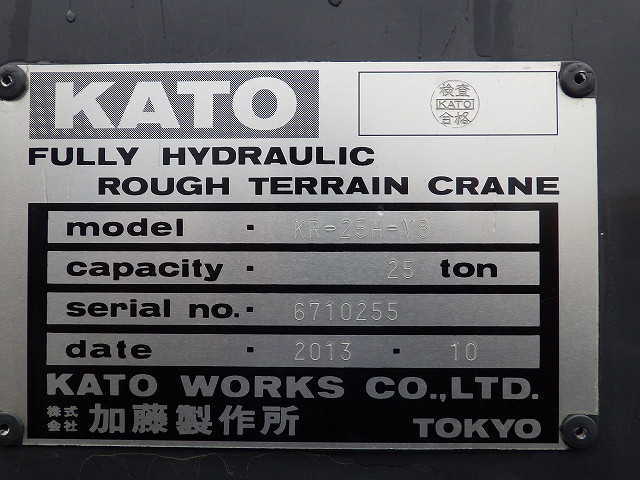 KATO
検査
KATO
合格
FULLY HYDRAULIC
ROUGH TERRAIN CRANE
model · KR-25H-V8
capacity · 25 ton
serial no. · 6710255
date · 2013 · 10
KATO WORKS CO.,LTD.
株式会社 加藤製作所 TOKYO